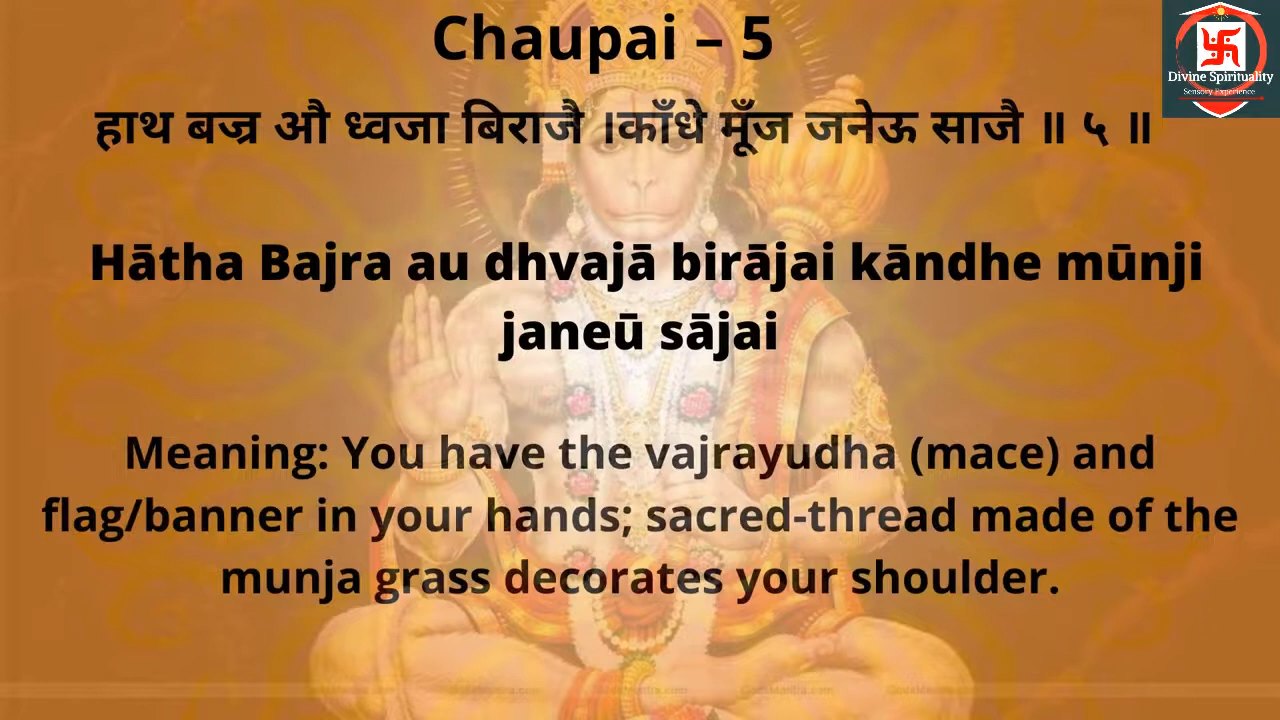 Chaupai – 5
हाथ बज्र औ ध्वजा बिराजै ।काँधे मूँज जनेऊ साजै ॥ ५ ॥
Hātha Bajra au dhvajā birājai kāndhe mūnji
janeū sājai
Meaning: You have the vajrayudha (mace) and
flag/banner in your hands; sacred-thread made of the
munja grass decorates your shoulder.
Divine Spirituality
Sensory Experience